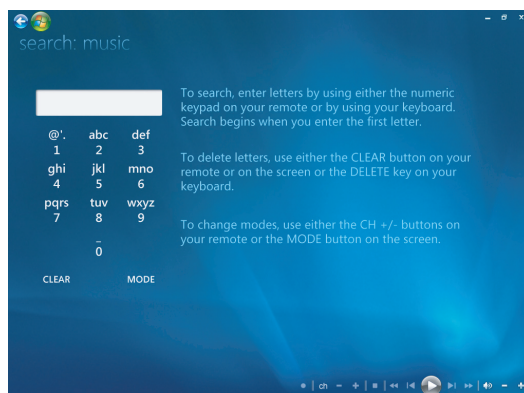 search: music
To search, enter letters by using either the numeric
keypad on your remote or by using your keyboard.
Search begins when you enter the first letter.
To delete letters, use either the CLEAR button on your
remote or on the screen or the DELETE key on your
keyboard.
To change modes, use either the CH +/- buttons on
your remote or the MODE button on the screen.
@'. abc def
1 2 3
ghi jkl mno
4 5 6
pqrs tuv wxyz
7 8 9
_
0
CLEAR MODE
ch - +
- +